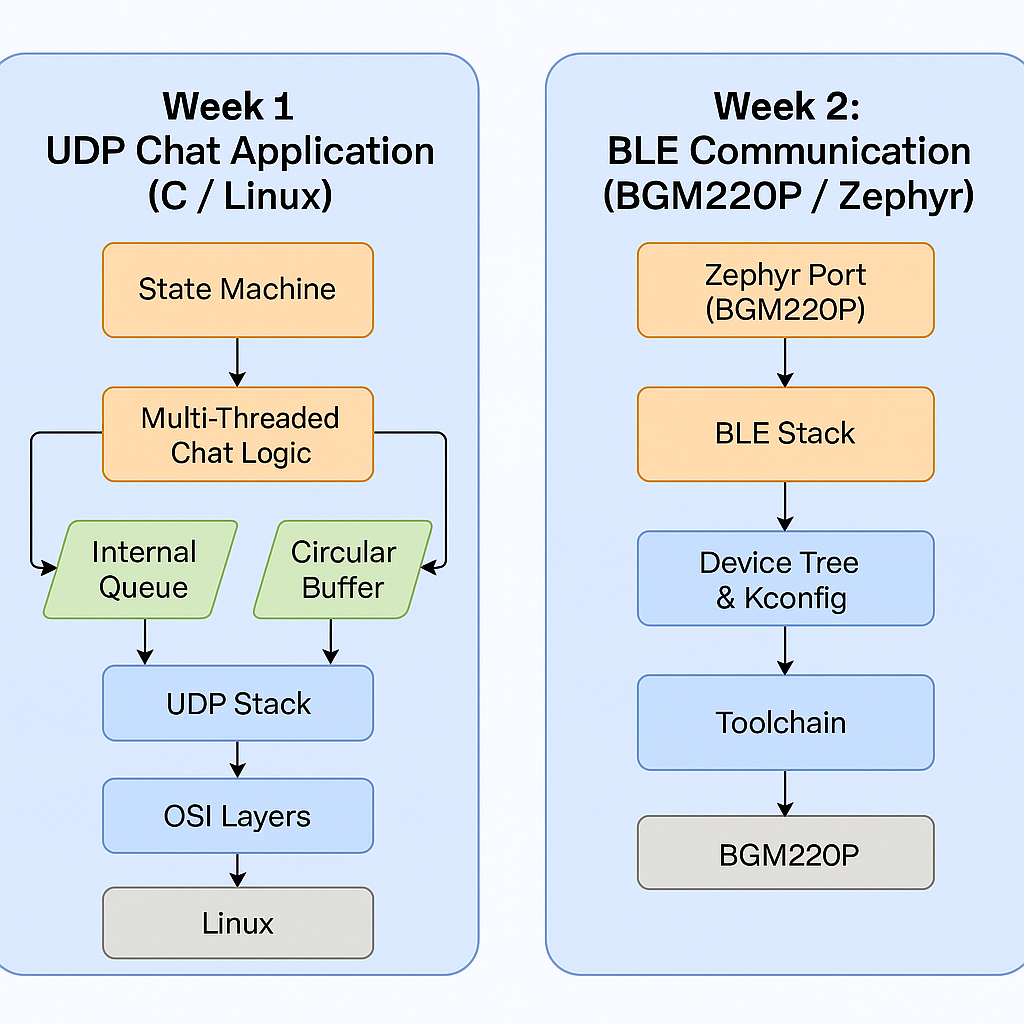 Week 1
UDP Chat Application
(C / Linux)
State Machine
Multi-Threaded
Chat Logic
Internal
Queue
Circular
Buffer
UDP Stack
OSI Layers
Linux
Week 2:
BLE Communication
(BGM220P / Zephyr)
Zephyr Port
(BGM220P)
BLE Stack
Device Tree
& Kconfig
Toolchain
BGM220P